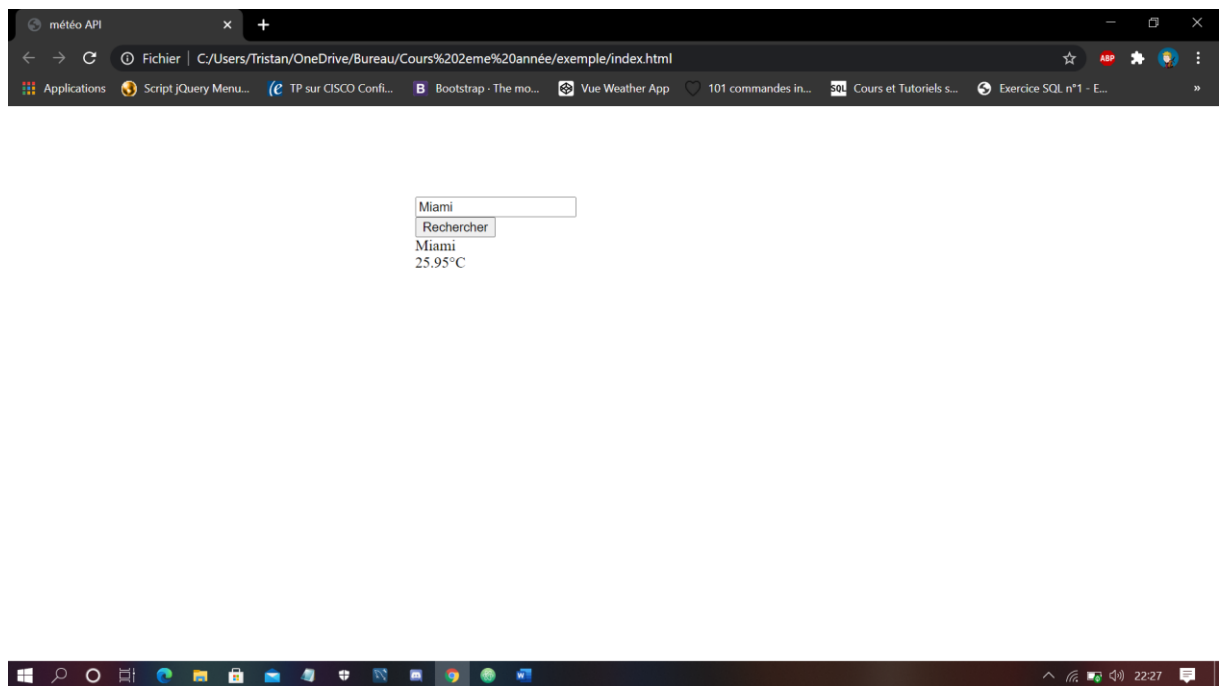 météo API
Fichier | C:/Users/Tristan/OneDrive/Bureau/Cours%202eme%20année/exemple/index.html
ABP
Applications Script jQuery Menu... TP sur CISCO Confi... B Bootstrap · The mo... Vue Weather App 101 commandes in... SQL Cours et Tutoriels s... Exercice SQL n°1 - E... »
Miami
Rechercher
Miami
25.95°C
22:27